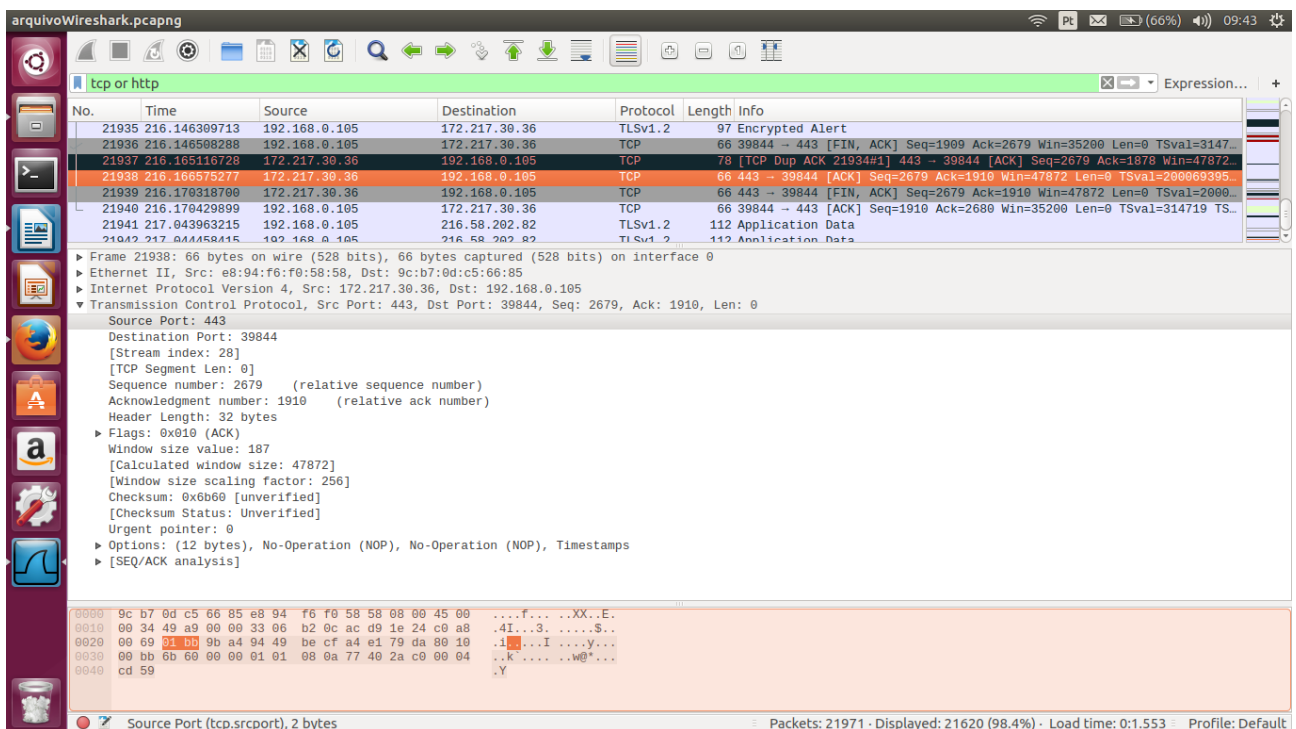 arquivoWireshark.pcapng Pt (66%) 09:43
tcp or http Expression... +
No. Time Source Destination Protocol Length Info
21935 216.146309713 192.168.0.105 172.217.30.36 TLSv1.2 97 Encrypted Alert
21936 216.146508288 192.168.0.105 172.217.30.36 TCP 66 39844 → 443 [FIN, ACK] Seq=1909 Ack=2679 Win=35200 Len=0 TSval=3147…
21937 216.165116728 172.217.30.36 192.168.0.105 TCP 78 [TCP Dup ACK 21934#1] 443 → 39844 [ACK] Seq=2679 Ack=1878 Win=47872…
21938 216.166575277 172.217.30.36 192.168.0.105 TCP 66 443 → 39844 [ACK] Seq=2679 Ack=1910 Win=47872 Len=0 TSval=200069395…
21939 216.170318700 172.217.30.36 192.168.0.105 TCP 66 443 → 39844 [FIN, ACK] Seq=2679 Ack=1910 Win=47872 Len=0 TSval=2000…
21940 216.170429899 192.168.0.105 172.217.30.36 TCP 66 39844 → 443 [ACK] Seq=1910 Ack=2680 Win=35200 Len=0 TSval=314719 TS…
21941 217.043963215 192.168.0.105 216.58.202.82 TLSv1.2 112 Application Data
21942 217.044458415 192.168.0.105 216.58.202.82 TLSv1.2 112 Application Data
Frame 21938: 66 bytes on wire (528 bits), 66 bytes captured (528 bits) on interface 0
Ethernet II, Src: e8:94:f6:f0:58:58, Dst: 9c:b7:0d:c5:66:85
Internet Protocol Version 4, Src: 172.217.30.36, Dst: 192.168.0.105
Transmission Control Protocol, Src Port: 443, Dst Port: 39844, Seq: 2679, Ack: 1910, Len: 0
Source Port: 443
Destination Port: 39844
[Stream index: 28]
[TCP Segment Len: 0]
Sequence number: 2679 (relative sequence number)
Acknowledgment number: 1910 (relative ack number)
Header Length: 32 bytes
Flags: 0x010 (ACK)
Window size value: 187
[Calculated window size: 47872]
[Window size scaling factor: 256]
Checksum: 0x6b60 [unverified]
[Checksum Status: Unverified]
Urgent pointer: 0
Options: (12 bytes), No-Operation (NOP), No-Operation (NOP), Timestamps
[SEQ/ACK analysis]
0000 9c b7 0d c5 66 85 e8 94 f6 f0 58 58 08 00 45 00 ....f... ..XX..E.
0010 00 34 49 a9 00 00 33 06 b2 0c ac d9 1e 24 c0 a8 .4I...3. .....$..
0020 00 69 01 bb 9b a4 94 49 be cf a4 e1 79 da 80 10 .i.....I ....y...
0030 00 bb 6b 60 00 00 01 01 08 0a 77 40 2a c0 00 04 ..k`.... ..w@*...
0040 cd 59 .Y
Source Port (tcp.srcport), 2 bytes Packets: 21971 · Displayed: 21620 (98.4%) · Load time: 0:1.553 Profile: Default